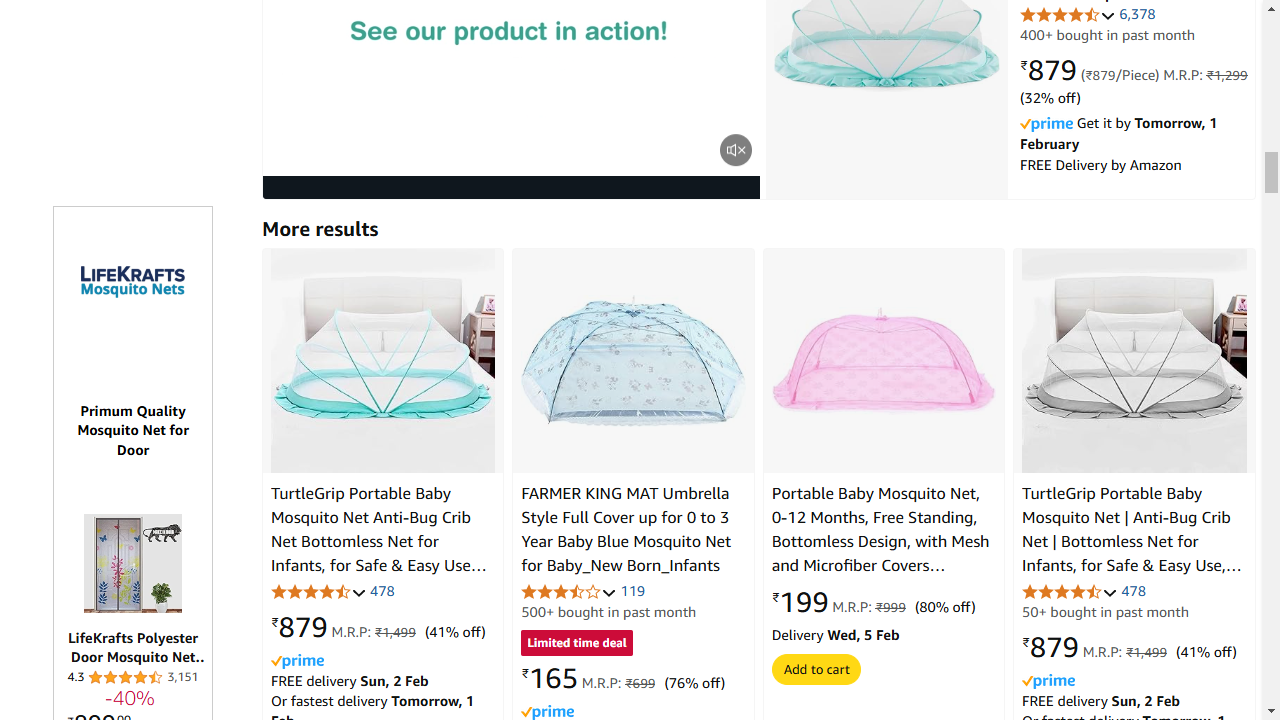 See our product in action!
6,378
400+ bought in past month
₹879 (₹879/Piece) M.R.P: ₹1,299
(32% off)
prime Get it by Tomorrow, 1
February
FREE Delivery by Amazon
LIFEKRAFTS
Mosquito Nets
Primum Quality
Mosquito Net for
Door
LifeKrafts Polyester
Door Mosquito Net..
4.3 3,151
-40%
More results
TurtleGrip Portable Baby
Mosquito Net Anti-Bug Crib
Net Bottomless Net for
Infants, for Safe & Easy Use…
478
₹879 M.R.P: ₹1,499 (41% off)
prime
FREE delivery Sun, 2 Feb
Or fastest delivery Tomorrow, 1
FARMER KING MAT Umbrella
Style Full Cover up for 0 to 3
Year Baby Blue Mosquito Net
for Baby_New Born_Infants
119
500+ bought in past month
Limited time deal
₹165 M.R.P: ₹699 (76% off)
prime
Portable Baby Mosquito Net,
0-12 Months, Free Standing,
Bottomless Design, with Mesh
and Microfiber Covers…
₹199 M.R.P: ₹999 (80% off)
Delivery Wed, 5 Feb
Add to cart
TurtleGrip Portable Baby
Mosquito Net | Anti-Bug Crib
Net | Bottomless Net for
Infants, for Safe & Easy Use,…
478
50+ bought in past month
₹879 M.R.P: ₹1,499 (41% off)
prime
FREE delivery Sun, 2 Feb
Or fastest delivery Tomorrow, 1